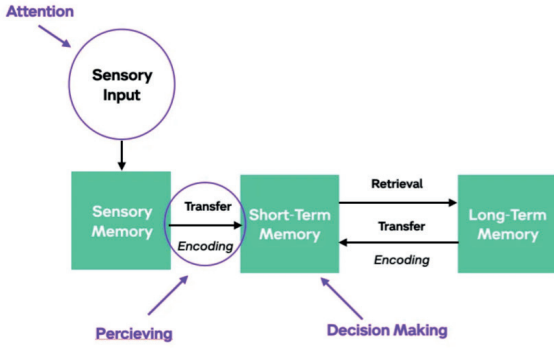 Attention
Sensory
Input
Sensory
Memory
Transfer
Encoding
Short-Term
Memory
Retrieval
Transfer
Encoding
Long-Term
Memory
Percieving
Decision Making